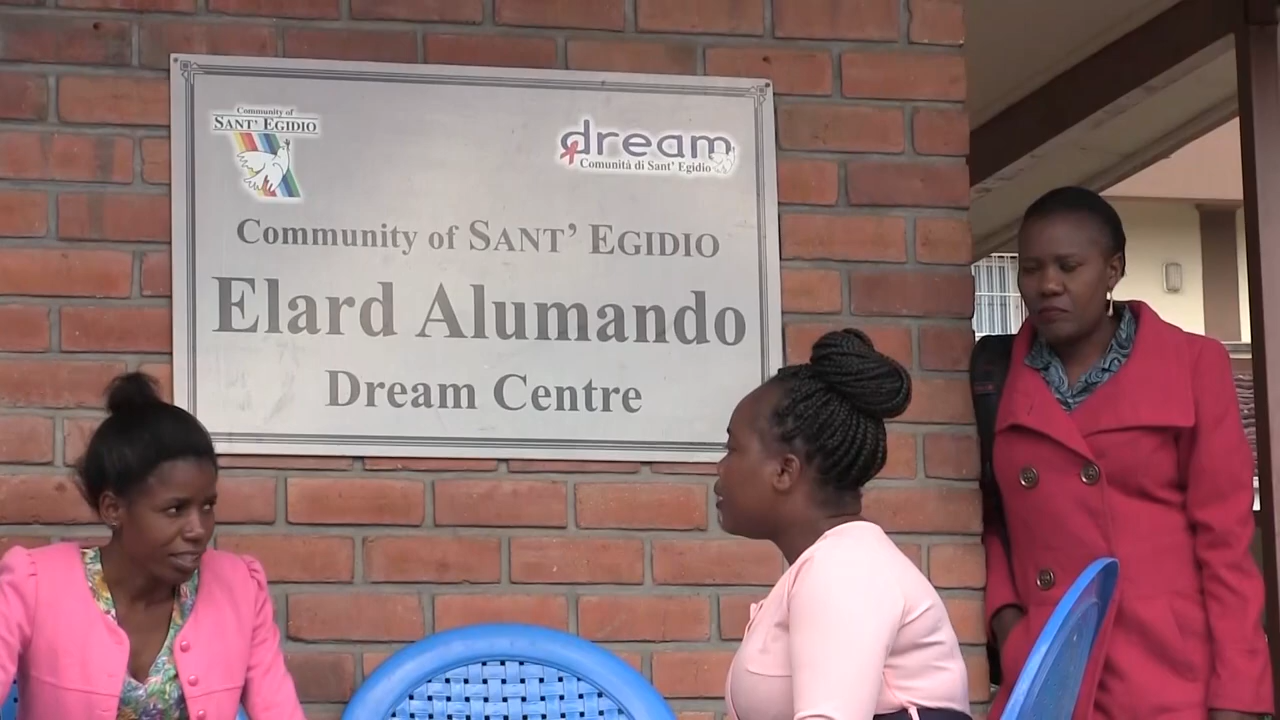 Community of
SANT' EGIDIO
dream
Comunità di Sant' Egidio
Community of SANT' EGIDIO
Elard Alumando
Dream Centre